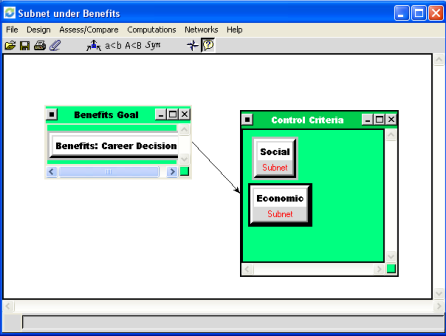 Subnet under Benefits
File Design Assess/Compare Computations Networks Help
a<b A<B Sym
Benefits Goal
Benefits: Career Decision
Control Criteria
Social
Subnet
Economic
Subnet